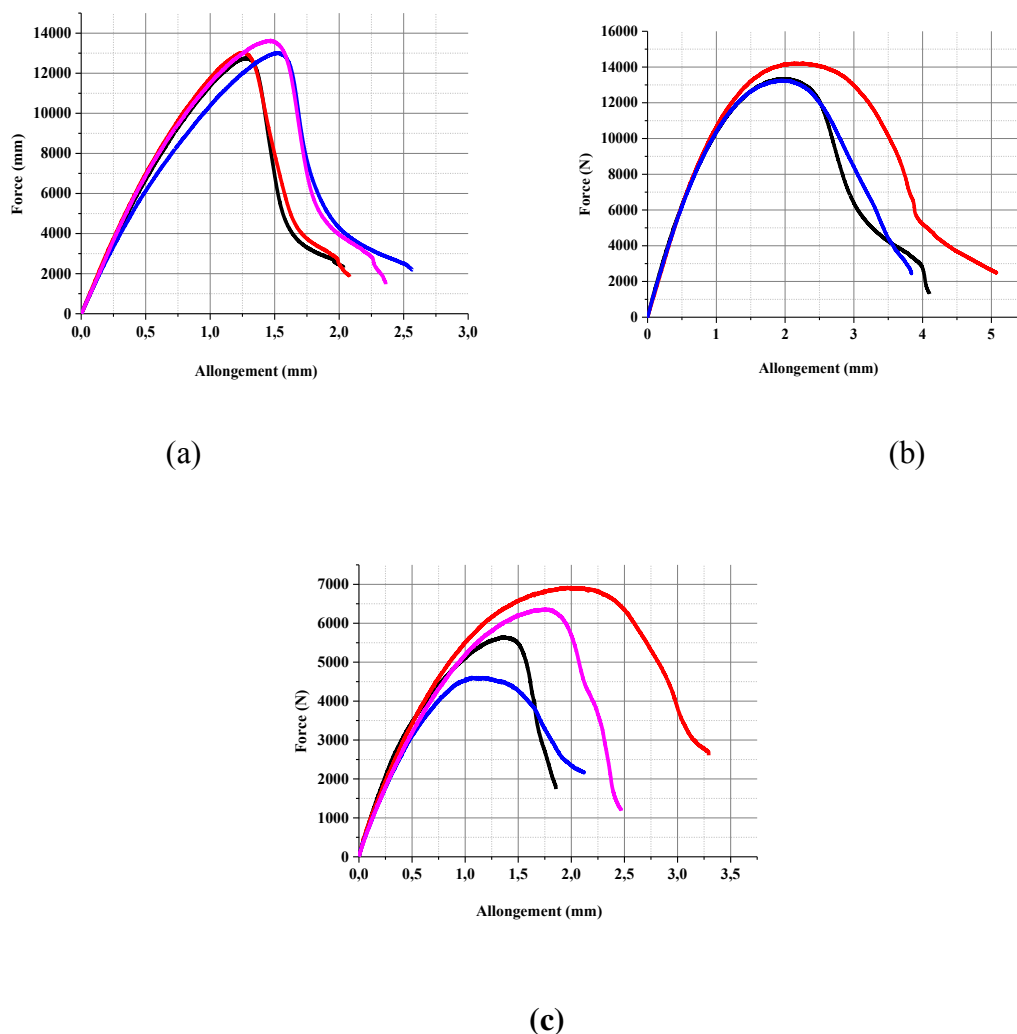 14000
12000
10000
8000
6000
4000
2000
0
Force (mm)
0,0 0,5 1,0 1,5 2,0 2,5 3,0
Allongement (mm)
(a)
16000
14000
12000
10000
8000
6000
4000
2000
0
Force (N)
0 1 2 3 4 5
Allongement (mm)
(b)
7000
6000
5000
4000
3000
2000
1000
0
Force (N)
0,0 0,5 1,0 1,5 2,0 2,5 3,0 3,5
Allongement (mm)
(c)